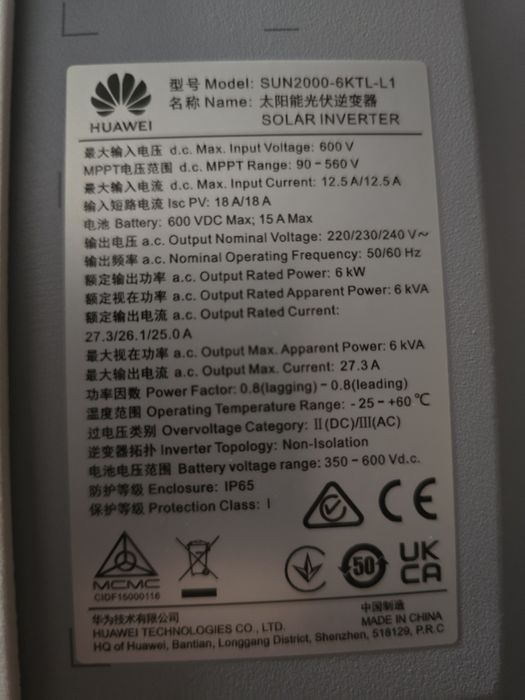 HUAWEI
型号 Model: SUN2000-6KTL-L1
名称 Name: 太阳能光伏逆变器
SOLAR INVERTER
最大输入电压 d.c. Max. Input Voltage: 600 V
MPPT电压范围 d.c. MPPT Range: 90 - 560 V
最大输入电流 d.c. Max. Input Current: 12.5 A/12.5 A
输入短路电流 Isc PV: 18 A/18 A
电池 Battery: 600 VDC Max; 15 A Max
输出电压 a.c. Output Nominal Voltage: 220/230/240 V~
输出频率 a.c. Nominal Operating Frequency: 50/60 Hz
额定输出功率 a.c. Output Rated Power: 6 kW
额定视在功率 a.c. Output Rated Apparent Power: 6 kVA
额定输出电流 a.c. Output Rated Current:
27.3/26.1/25.0 A
最大视在功率 a.c. Output Max. Apparent Power: 6 kVA
最大输出电流 a.c. Output Max. Current: 27.3 A
功率因数 Power Factor: 0.8(lagging) - 0.8(leading)
温度范围 Operating Temperature Range: - 25 - +60 ℃
过电压类别 Overvoltage Category: II(DC)/III(AC)
逆变器拓扑 Inverter Topology: Non-Isolation
电池电压范围 Battery voltage range: 350 - 600 Vd.c.
防护等级 Enclosure: IP65
保护等级 Protection Class: I
CE
MCMC
CIDF15000116
50
UK
CA
华为技术有限公司
HUAWEI TECHNOLOGIES CO., LTD.
中国制造
MADE IN CHINA
HQ of Huawei, Bantian, Longgang District, Shenzhen, 518129, P.R.C